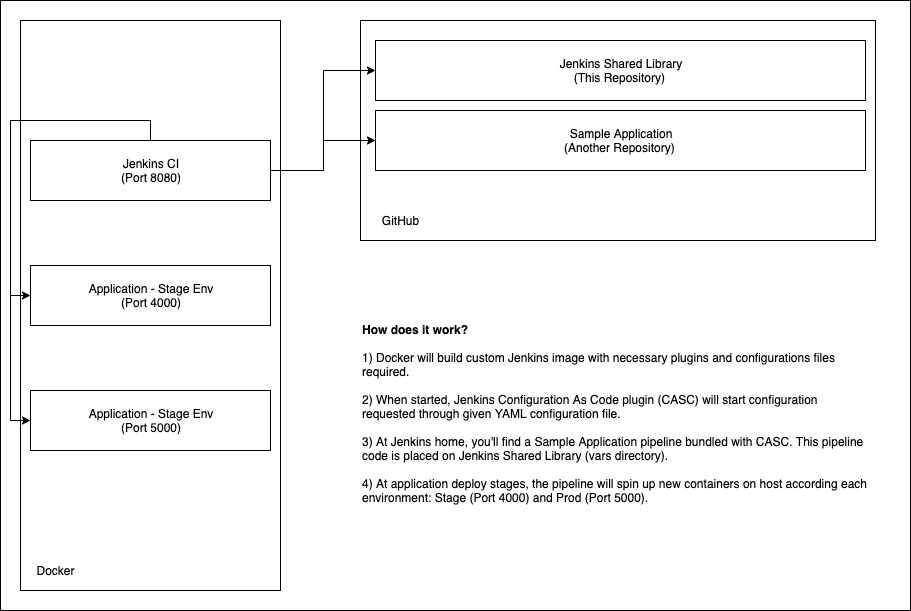 Jenkins Shared Library
(This Repository)
Sample Application
(Another Repository)
GitHub
Jenkins CI
(Port 8080)
Application - Stage Env
(Port 4000)
Application - Stage Env
(Port 5000)
Docker
How does it work?
1) Docker will build custom Jenkins image with necessary plugins and configurations files
required.
2) When started, Jenkins Configuration As Code plugin (CASC) will start configuration
requested through given YAML configuration file.
3) At Jenkins home, you'll find a Sample Application pipeline bundled with CASC. This pipeline
code is placed on Jenkins Shared Library (vars directory).
4) At application deploy stages, the pipeline will spin up new containers on host according each
environment: Stage (Port 4000) and Prod (Port 5000).